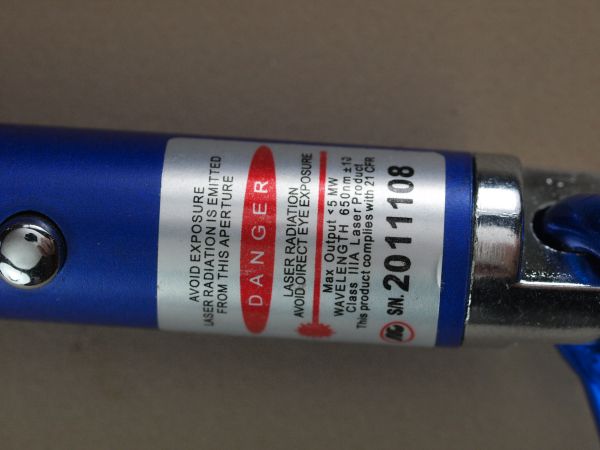 AVOID EXPOSURE
LASER RADIATION IS EMITTED
FROM THIS APERTURE
DANGER
LASER RADIATION
AVOID DIRECT EYE EXPOSURE
Max Output <5 MW
WAVELENGTH 650nm ±10
Class IIIA Laser Product
This product complies with 21 CFR
S/N. 2011108